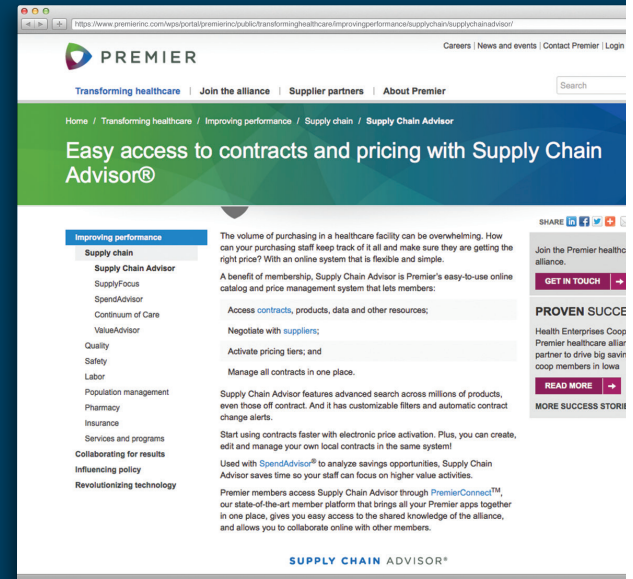 https://www.premierinc.com/wps/portal/premierinc/public/transforminghealthcare/improvingperformance/supplychain/supplychainadvisor/
Careers | News and events | Contact Premier | Login
PREMIER
Transforming healthcare | Join the alliance | Supplier partners | About Premier
Search
Home / Transforming healthcare / Improving performance / Supply chain / Supply Chain Advisor
Easy access to contracts and pricing with Supply Chain
Advisor®
SHARE
Improving performance
Supply chain
Supply Chain Advisor
SupplyFocus
SpendAdvisor
Continuum of Care
ValueAdvisor
Quality
Safety
Labor
Population management
Pharmacy
Insurance
Services and programs
Collaborating for results
Influencing policy
Revolutionizing technology
The volume of purchasing in a healthcare facility can be overwhelming. How
can your purchasing staff keep track of it all and make sure they are getting the
right price? With an online system that is flexible and simple.
A benefit of membership, Supply Chain Advisor is Premier's easy-to-use online
catalog and price management system that lets members:
Access contracts, products, data and other resources;
Negotiate with suppliers;
Activate pricing tiers; and
Manage all contracts in one place.
Supply Chain Advisor features advanced search across millions of products,
even those off contract. And it has customizable filters and automatic contract
change alerts.
Start using contracts faster with electronic price activation. Plus, you can create,
edit and manage your own local contracts in the same system!
Used with SpendAdvisor® to analyze savings opportunities, Supply Chain
Advisor saves time so your staff can focus on higher value activities.
Premier members access Supply Chain Advisor through PremierConnect™,
our state-of-the-art member platform that brings all your Premier apps together
in one place, gives you easy access to the shared knowledge of the alliance,
and allows you to collaborate online with other members.
SUPPLY CHAIN ADVISOR®
Join the Premier healthc
alliance.
GET IN TOUCH
PROVEN SUCCE
Health Enterprises Coop
Premier healthcare allian
partner to drive big savin
coop members in Iowa
READ MORE
MORE SUCCESS STORIE